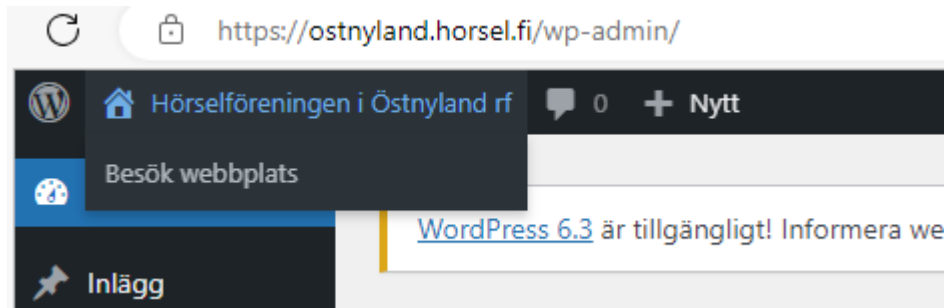 https://ostnyland.horsel.fi/wp-admin/
Hörselföreningen i Östnyland rf 0 + Nytt
Besök webbplats
WordPress 6.3 är tillgängligt! Informera we
Inlägg